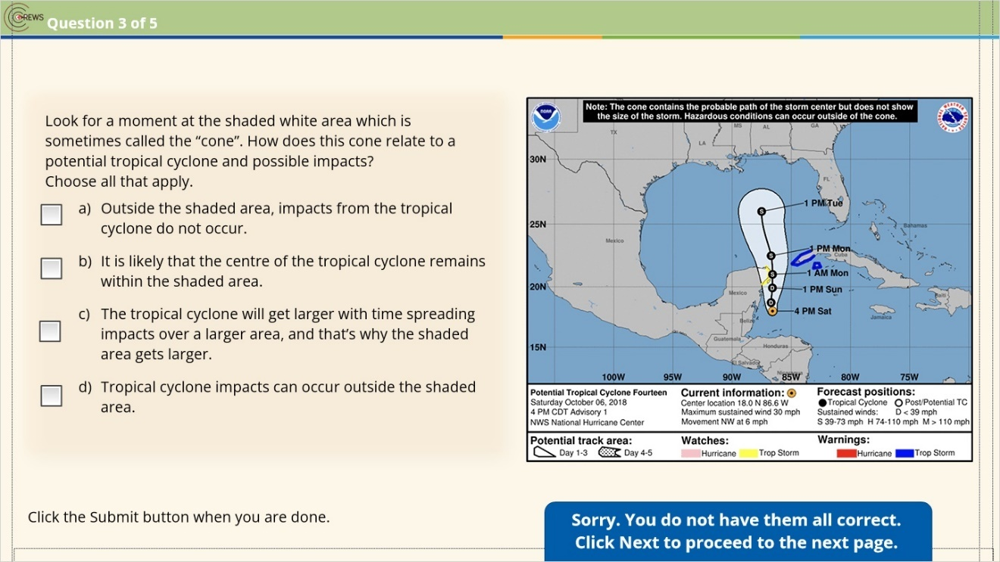 CREWS
Question 3 of 5
Look for a moment at the shaded white area which is
sometimes called the “cone”. How does this cone relate to a
potential tropical cyclone and possible impacts?
Choose all that apply.
a) Outside the shaded area, impacts from the tropical
cyclone do not occur.
b) It is likely that the centre of the tropical cyclone remains
within the shaded area.
c) The tropical cyclone will get larger with time spreading
impacts over a larger area, and that’s why the shaded
area gets larger.
d) Tropical cyclone impacts can occur outside the shaded
area.
Click the Submit button when you are done.
Note: The cone contains the probable path of the storm center but does not show
the size of the storm. Hazardous conditions can occur outside of the cone.
NOAA
NATIONAL WEATHER SERVICE
TX
LA
MS
AL
GA
30N
FL
1 PM Tue
25N
Bahamas
Mexico
1 PM Mon
Cuba
1 AM Mon
20N
1 PM Sun
Mexico
Haiti
4 PM Sat
Jamaica
Belize
Guatemala
15N
Honduras
El Salvador
Nicaragua
100W 95W 90W 85W 80W 75W
S
S
S
D
D
Potential Tropical Cyclone Fourteen
Saturday October 06, 2018
4 PM CDT Advisory 1
NWS National Hurricane Center
Current information:
Center location 18.0 N 86.6 W
Maximum sustained wind 30 mph
Movement NW at 6 mph
Forecast positions:
Tropical Cyclone Post/Potential TC
Sustained winds: D < 39 mph
S 39-73 mph H 74-110 mph M > 110 mph
Potential track area:
Day 1-3 Day 4-5
Watches:
Hurricane Trop Storm
Warnings:
Hurricane Trop Storm
Sorry. You do not have them all correct.
Click Next to proceed to the next page.